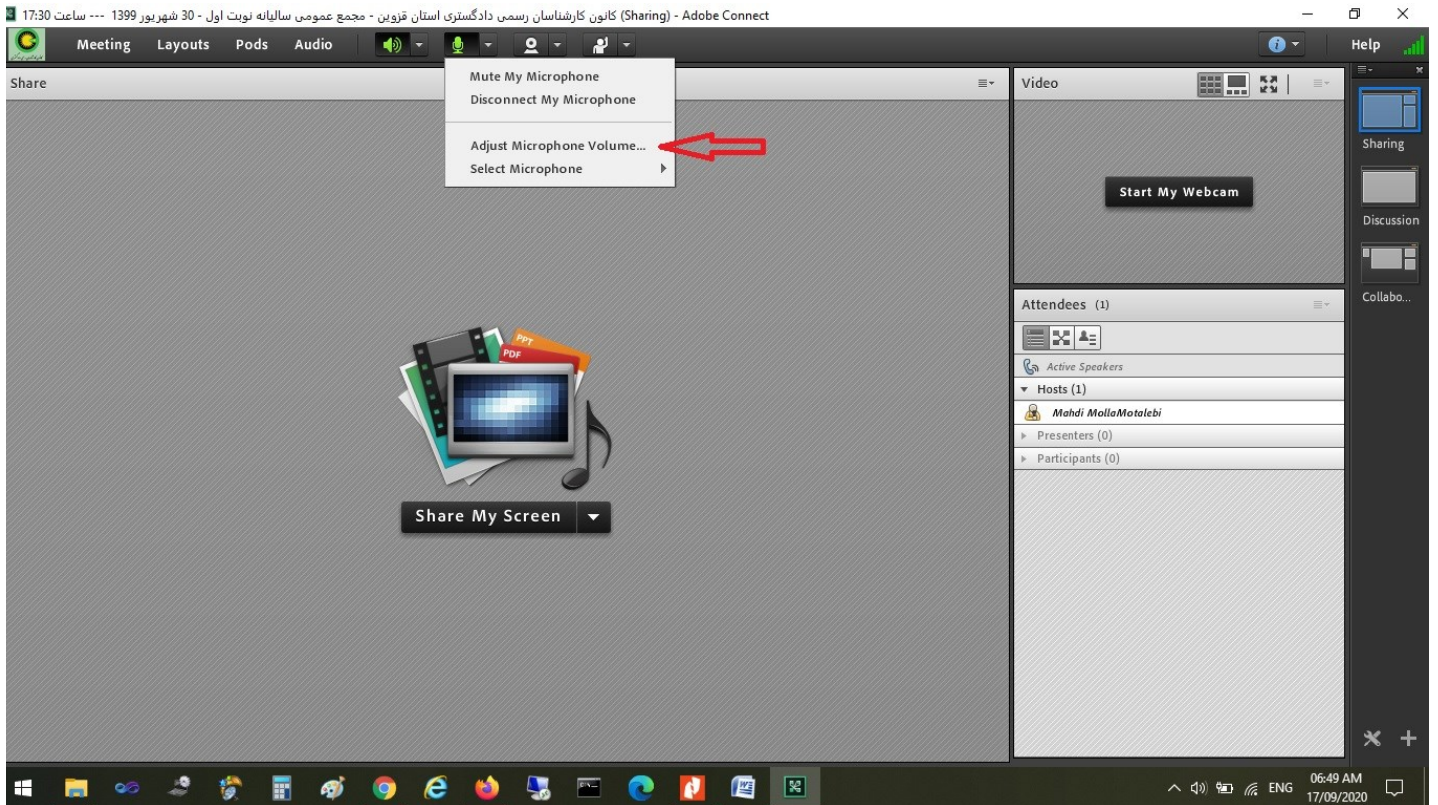 کانون کارشناسان رسمی دادگستری استان قزوین - مجمع عمومی سالیانه نوبت اول - 30 شهریور 1399 --- ساعت 17:30 (Sharing) - Adobe Connect
Meeting Layouts Pods Audio Help
Mute My Microphone
Disconnect My Microphone
Adjust Microphone Volume...
Select Microphone
Share
Share My Screen
PPT
PDF
Video
Start My Webcam
Attendees (1)
Active Speakers
Hosts (1)
Mahdi MollaMotalebi
Presenters (0)
Participants (0)
Sharing
Discussion
Collabo...
ENG
06:49 AM
17/09/2020